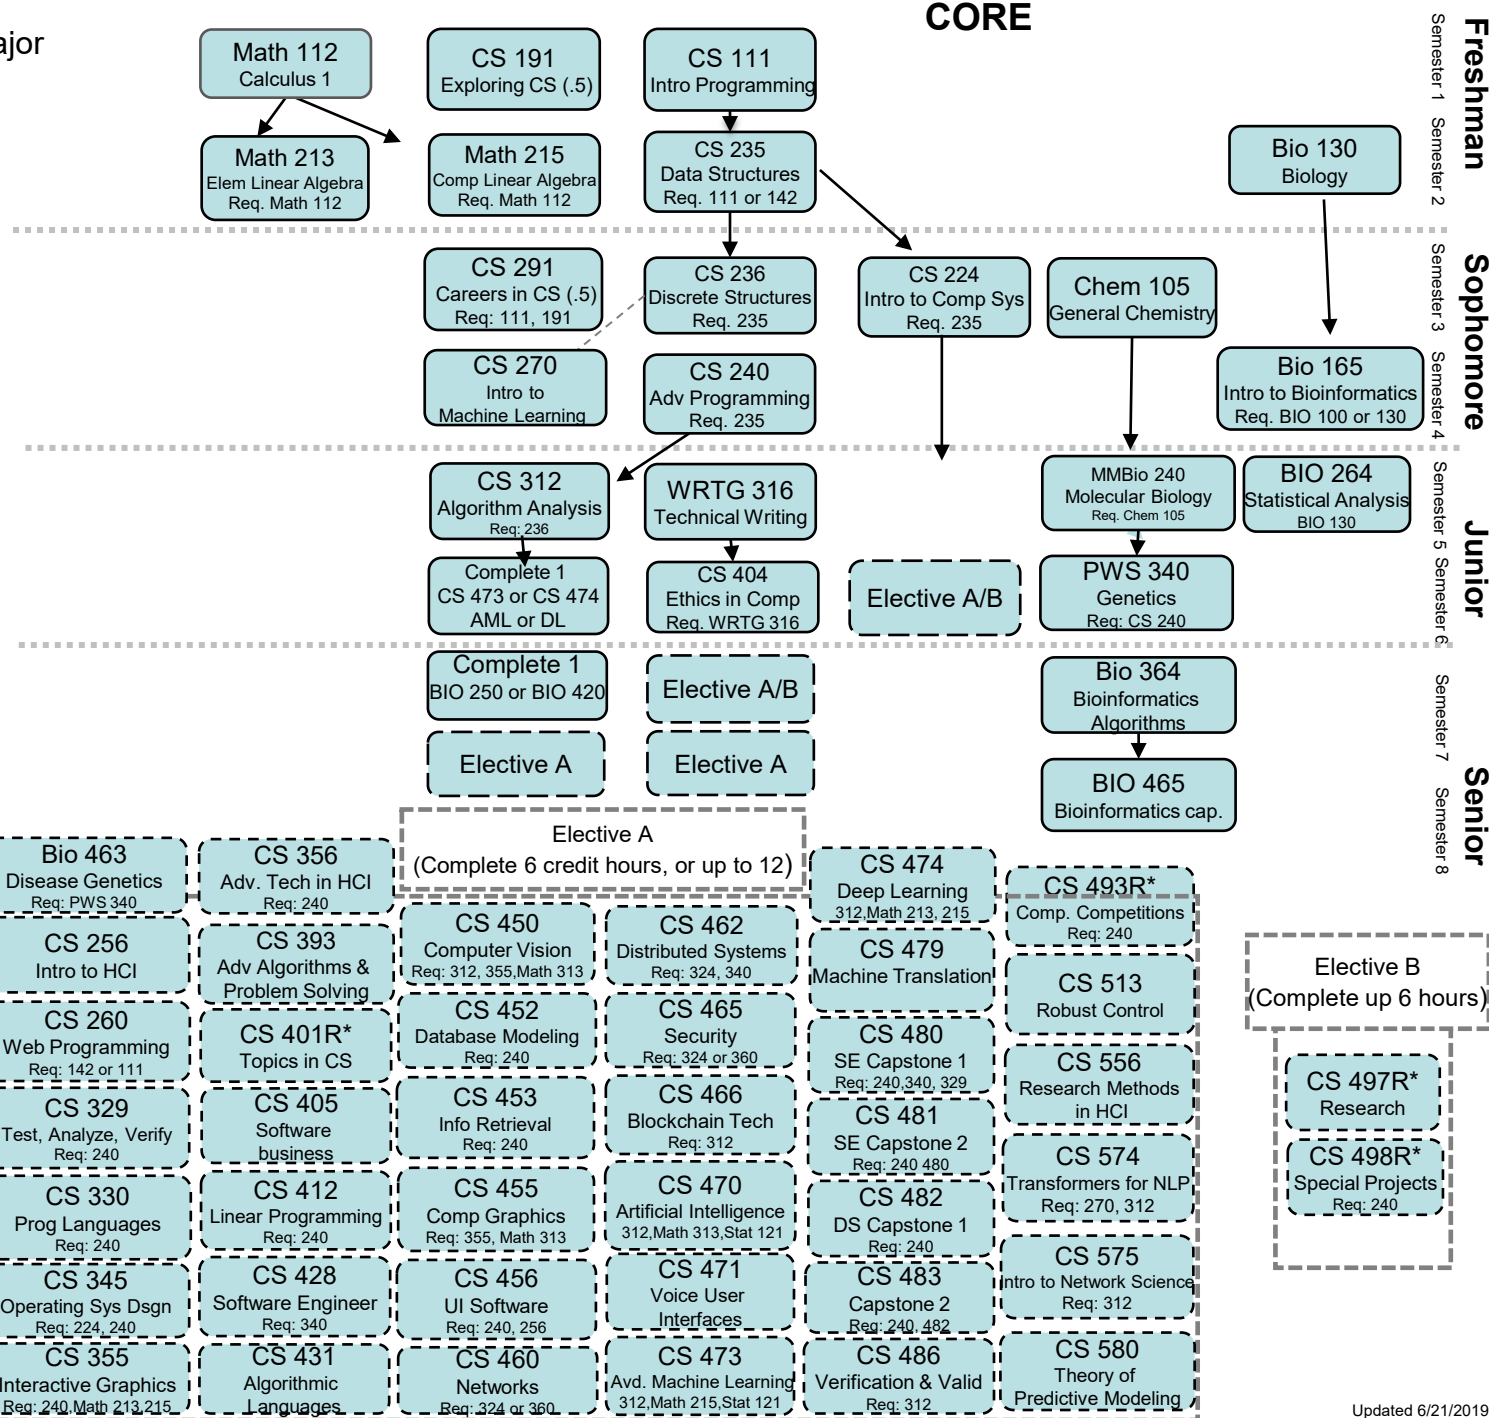 CORE
ajor
Freshman
Semester 1
Semester 2
Math 112
Calculus 1
CS 191
Exploring CS (.5)
CS 111
Intro Programming
Math 213
Elem Linear Algebra
Req. Math 112
Math 215
Comp Linear Algebra
Req. Math 112
CS 235
Data Structures
Req. 111 or 142
Bio 130
Biology
Sophomore
Semester 3
Semester 4
CS 291
Careers in CS (.5)
Req: 111, 191
CS 236
Discrete Structures
Req. 235
CS 224
Intro to Comp Sys
Req. 235
Chem 105
General Chemistry
CS 270
Intro to
Machine Learning
CS 240
Adv Programming
Req. 235
Bio 165
Intro to Bioinformatics
Req. BIO 100 or 130
Junior
Semester 5
Semester 6
CS 312
Algorithm Analysis
Req: 236
WRTG 316
Technical Writing
MMBio 240
Molecular Biology
Req. Chem 105
BIO 264
Statistical Analysis
BIO 130
Complete 1
CS 473 or CS 474
AML or DL
CS 404
Ethics in Comp
Req. WRTG 316
Elective A/B
PWS 340
Genetics
Req: CS 240
Senior
Semester 7
Semester 8
Complete 1
BIO 250 or BIO 420
Elective A/B
Bio 364
Bioinformatics
Algorithms
Elective A
Elective A
BIO 465
Bioinformatics cap.
Elective A
(Complete 6 credit hours, or up to 12)
Bio 463
Disease Genetics
Req: PWS 340
CS 256
Intro to HCI
CS 260
Web Programming
Req: 142 or 111
CS 329
Test, Analyze, Verify
Req: 240
CS 330
Prog Languages
Req: 240
CS 345
Operating Sys Dsgn
Req: 224, 240
CS 355
Interactive Graphics
Req: 240,Math 213,215
CS 356
Adv. Tech in HCI
Req: 240
CS 393
Adv Algorithms &
Problem Solving
CS 401R*
Topics in CS
CS 405
Software
business
CS 412
Linear Programming
Req: 240
CS 428
Software Engineer
Req: 340
CS 431
Algorithmic
Languages
CS 450
Computer Vision
Req: 312, 355,Math 313
CS 452
Database Modeling
Req: 240
CS 453
Info Retrieval
Req: 240
CS 455
Comp Graphics
Req: 355, Math 313
CS 456
UI Software
Req: 240, 256
CS 460
Networks
Req: 324 or 360
CS 462
Distributed Systems
Req: 324, 340
CS 465
Security
Req: 324 or 360
CS 466
Blockchain Tech
Req: 312
CS 470
Artificial Intelligence
312,Math 313,Stat 121
CS 471
Voice User
Interfaces
CS 473
Avd. Machine Learning
312,Math 215,Stat 121
CS 474
Deep Learning
312,Math 213, 215
CS 479
Machine Translation
CS 480
SE Capstone 1
Req: 240,340, 329
CS 481
SE Capstone 2
Req: 240 480
CS 482
DS Capstone 1
Req: 240
CS 483
Capstone 2
Req: 240, 482
CS 486
Verification & Valid
Req: 312
CS 493R*
Comp. Competitions
Req: 240
CS 513
Robust Control
CS 556
Research Methods
in HCI
CS 574
Transformers for NLP
Req: 270, 312
CS 575
Intro to Network Science
Req: 312
CS 580
Theory of
Predictive Modeling
Elective B
(Complete up 6 hours)
CS 497R*
Research
CS 498R*
Special Projects
Req: 240
Updated 6/21/2019